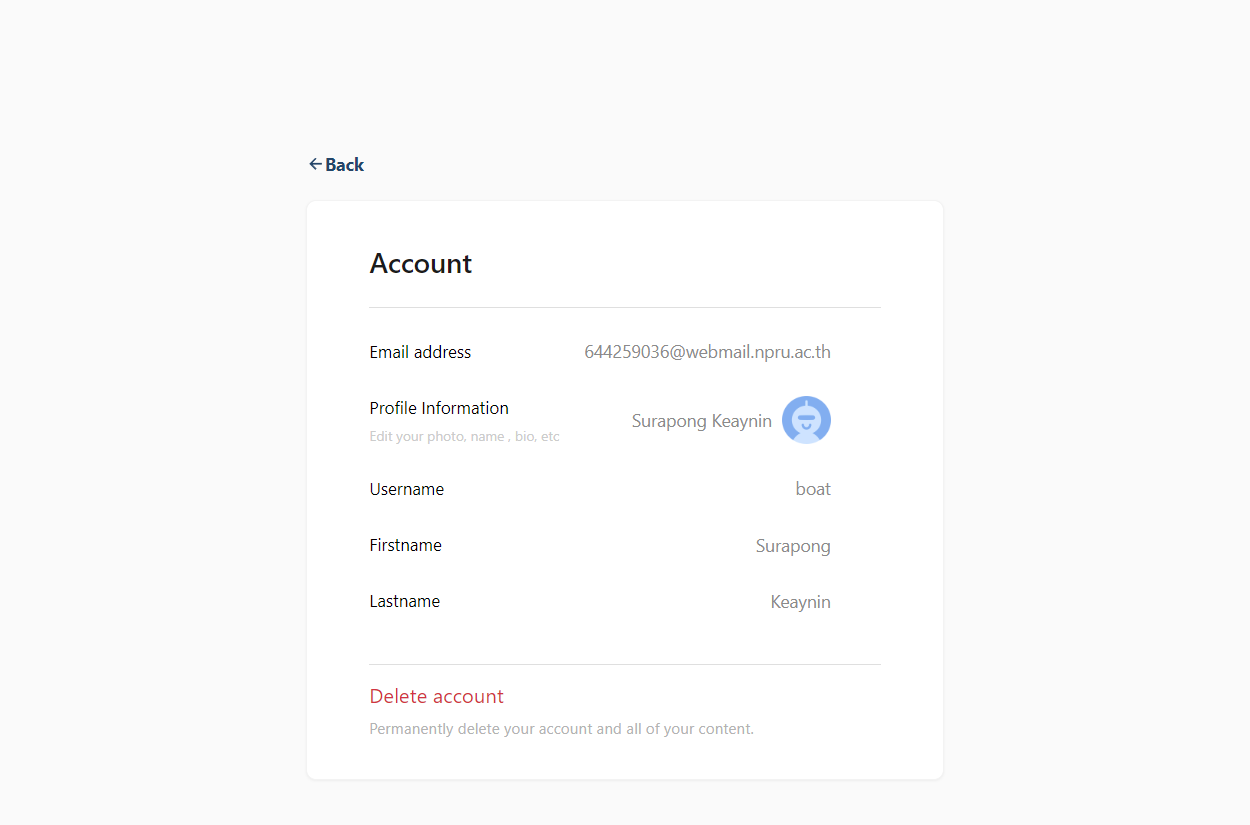 ←Back
Account
Email address 644259036@webmail.npru.ac.th
Profile Information
Edit your photo, name , bio, etc
Surapong Keaynin
Username boat
Firstname Surapong
Lastname Keaynin
Delete account
Permanently delete your account and all of your content.